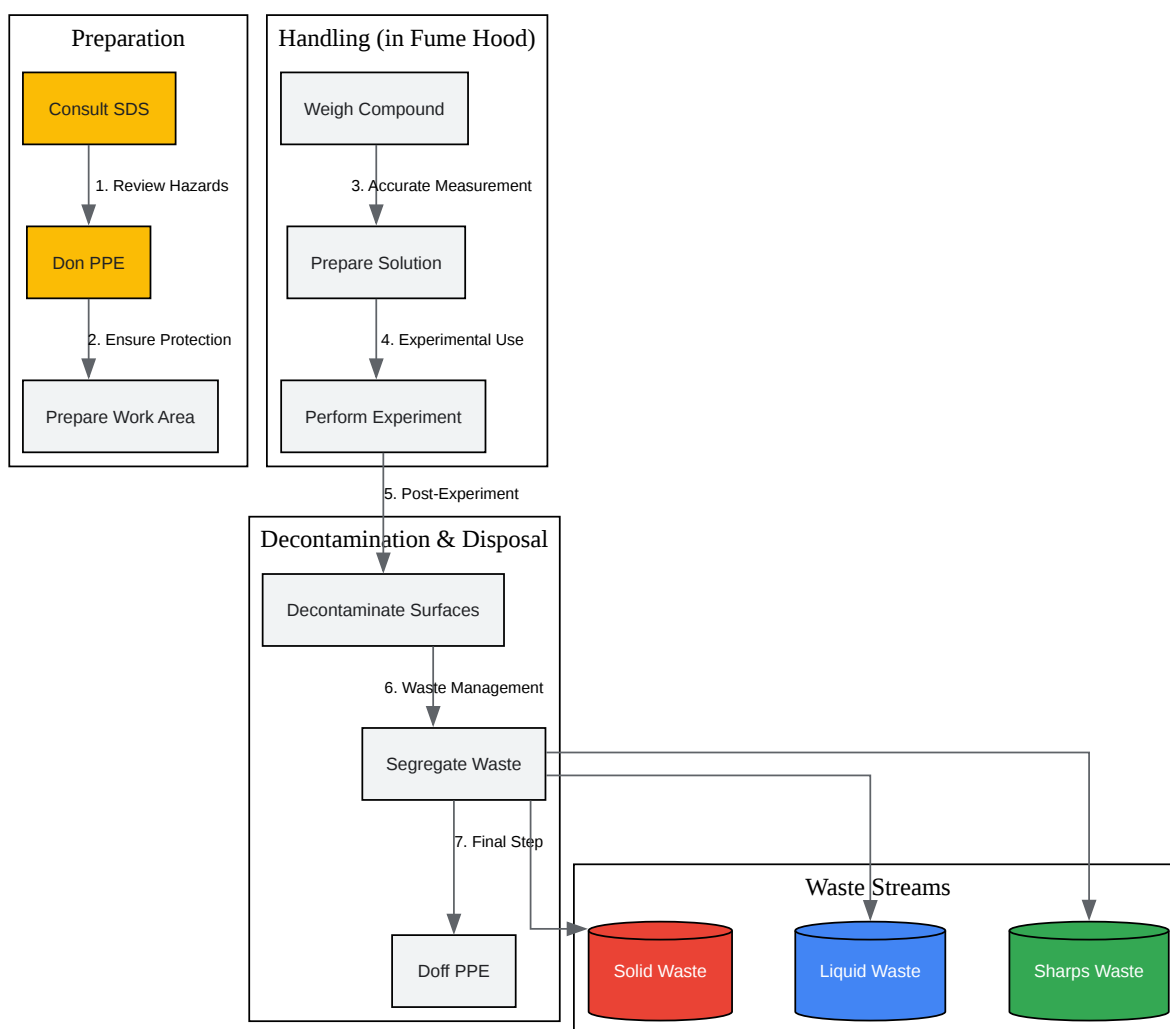 Preparation
Consult SDS
1. Review Hazards
Don PPE
2. Ensure Protection
Prepare Work Area
Handling (in Fume Hood)
Weigh Compound
3. Accurate Measurement
Prepare Solution
4. Experimental Use
Perform Experiment
5. Post-Experiment
Decontamination & Disposal
Decontaminate Surfaces
6. Waste Management
Segregate Waste
7. Final Step
Doff PPE
Waste Streams
Solid Waste
Liquid Waste
Sharps Waste